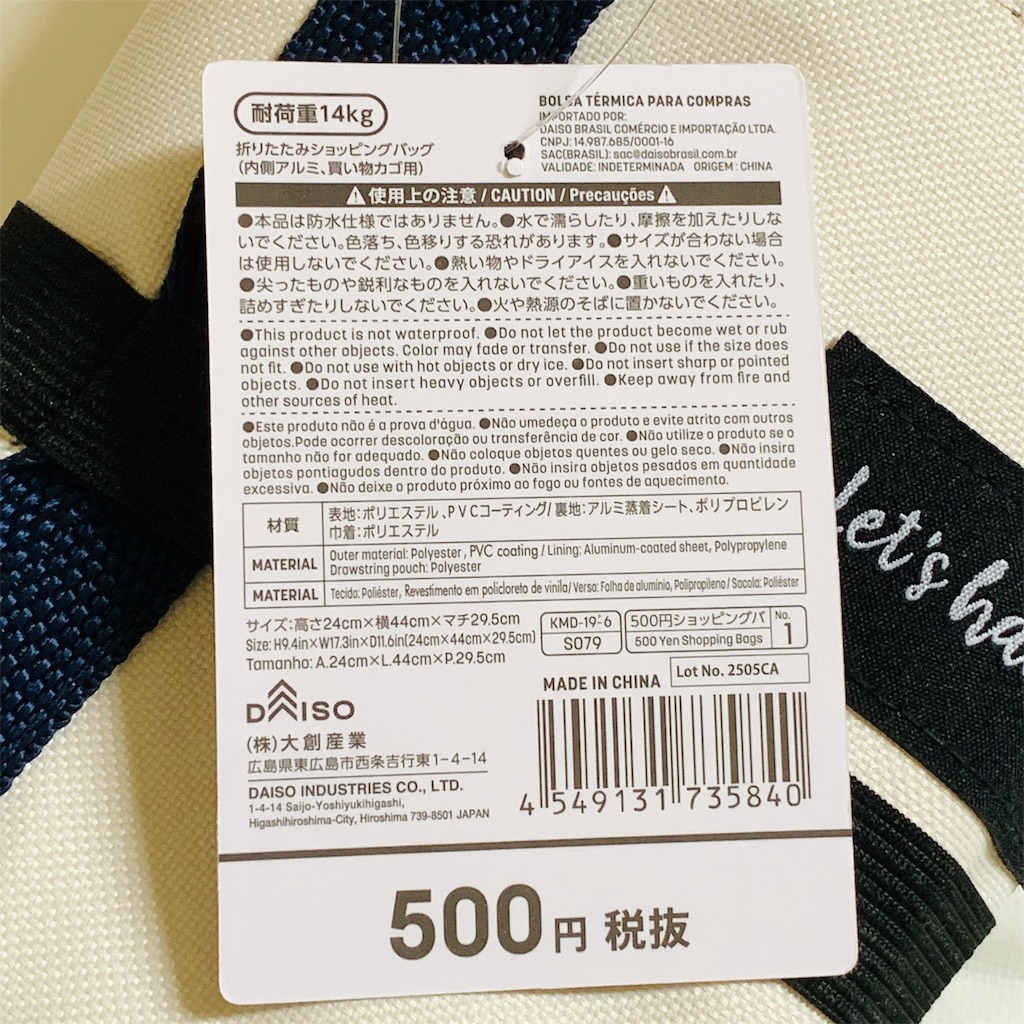 耐荷重14kg
折りたたみショッピングバッグ
(内側アルミ、買い物カゴ用)
BOLSA TÉRMICA PARA COMPRAS
IMPORTADO POR:
DAISO BRASIL COMÉRCIO E IMPORTAÇÃO LTDA.
CNPJ: 14.987.685/0001-16
SAC(BRASIL): sac@daisobrasil.com.br
VALIDADE: INDETERMINADA ORIGEM : CHINA
使用上の注意 / CAUTION / Precauções
●本品は防水仕様ではありません。●水で濡らしたり、摩擦を加えたりしな
いでください。色落ち、色移りする恐れがあります。●サイズが合わない場合
は使用しないでください。●熱い物やドライアイスを入れないでください。
●尖ったものや鋭利なものを入れないでください。●重いものを入れたり、
詰めすぎたりしないでください。●火や熱源のそばに置かないでください。
●This product is not waterproof. ●Do not let the product become wet or rub
against other objects. Color may fade or transfer. ●Do not use if the size does
not fit. ●Do not use with hot objects or dry ice. ●Do not insert sharp or pointed
objects. ●Do not insert heavy objects or overfill. ●Keep away from fire and
other sources of heat.
●Este produto não é a prova d'água. ●Não umedeça o produto e evite atrito com outros
objetos.Pode ocorrer descoloração ou transferência de cor. ●Não utilize o produto se o
tamanho não for adequado. ●Não coloque objetos quentes ou gelo seco. ●Não insira
objetos pontiagudos dentro do produto. ●Não insira objetos pesados em quantidade
excessiva. ●Não deixe o produto próximo ao fogo ou fontes de aquecimento.
材質
表地:ポリエステル、PVCコーティング/ 裏地:アルミ蒸着シート、ポリプロピレン
巾着:ポリエステル
MATERIAL
Outer material: Polyester , PVC coating / Lining: Aluminum-coated sheet, Polypropylene
Drawstring pouch: Polyester
MATERIAL
Tecido: Poliéster, Revestimento em policloreto de vinila/ Verso: Folha de alumínio, Polipropileno / Sacola: Poliéster
サイズ:高さ24cm×横44cm×マチ29.5cm
Size: H9.4in×W17.3in×D11.6in(24cm×44cm×29.5cm)
Tamanho: A.24cm×L.44cm×P.29.5cm
KMD-19-6
S079
500円ショッピングバ
500 Yen Shopping Bags
No.
1
MADE IN CHINA
Lot No. 2505CA
DAISO
(株)大創産業
広島県東広島市西条吉行東1-4-14
DAISO INDUSTRIES CO., LTD.
1-4-14 Saijo-Yoshiyukihigashi,
Higashihiroshima-City, Hiroshima 739-8501 JAPAN
4 549131 735840
500円 税抜
let's ha